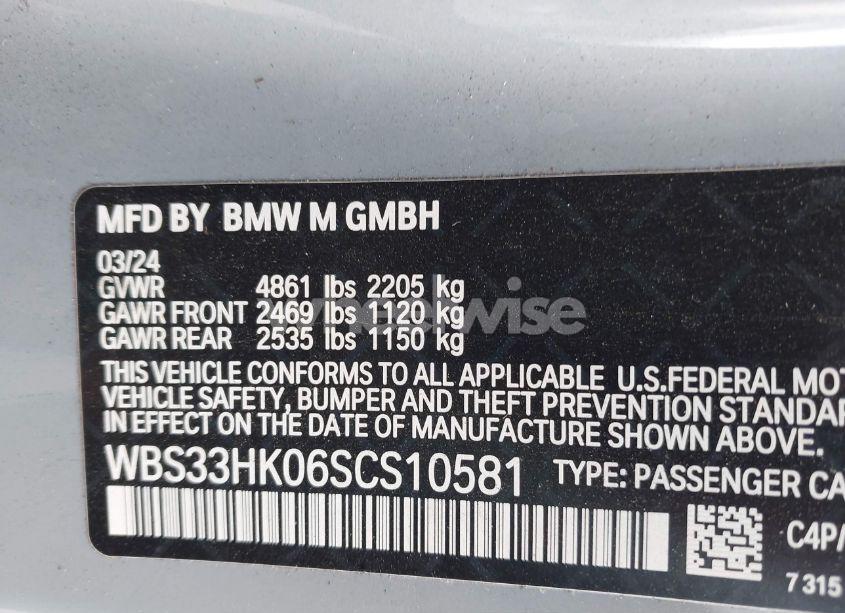 MFD BY BMW M GMBH
03/24
GVWR 4861 lbs 2205 kg
GAWR FRONT 2469 lbs 1120 kg
GAWR REAR 2535 lbs 1150 kg
THIS VEHICLE CONFORMS TO ALL APPLICABLE U.S.FEDERAL MOT
VEHICLE SAFETY, BUMPER AND THEFT PREVENTION STANDAR
IN EFFECT ON THE DATE OF MANUFACTURE SHOWN ABOVE.
WBS33HK06SCS10581 TYPE: PASSENGER CA
C4P/
7 315
wheelwise